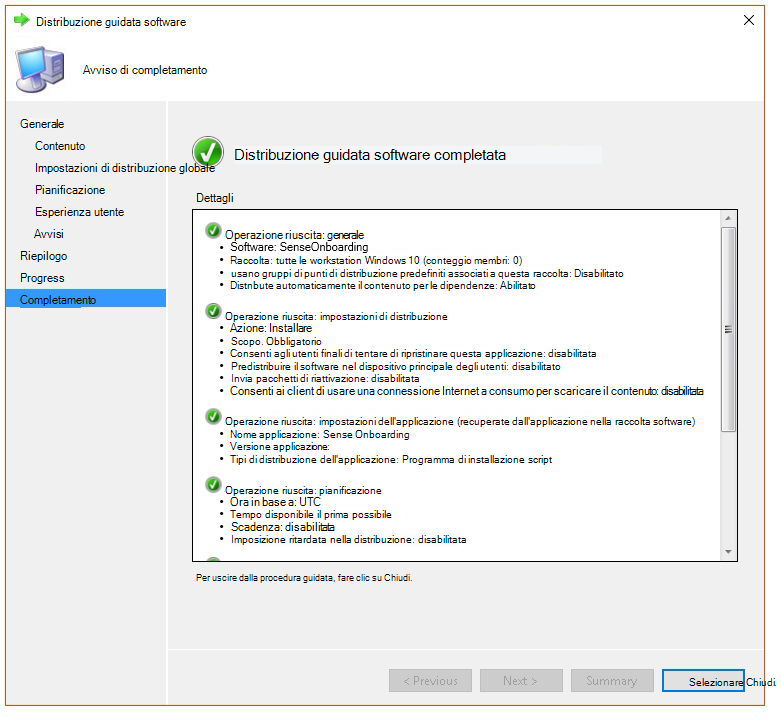 Distribuzione guidata software
Avviso di completamento
Generale
Contenuto
Impostazioni di distribuzione globale
Pianificazione
Esperienza utente
Avvisi
Riepilogo
Progress
Completamento
Distribuzione guidata software completata
Dettagli
Operazione riuscita: generale
• Software: SenseOnboarding
• Raccolta: tutte le workstation Windows 10 (conteggio membri: 0)
• usano gruppi di punti di distribuzione predefiniti associati a questa raccolta: Disabilitato
• Distnbute automaticamente il contenuto per le dipendenze: Abilitato
Operazione riuscita: impostazioni di distribuzione
• Azione: Installare
• Scopo. Obbligatorio
• Consenti agli utenti finali di tentare di ripristinare questa applicazione: disabilitata
• Predistribuire il software nel dispositivo principale degli utenti: disabilitato
• Invia pacchetti di riattivazione: disabilitata
• Consenti ai client di usare una connessione Internet a consumo per scaricare il contenuto: disabilitata
Operazione riuscita: impostazioni dell'applicazione (recuperate dall'applicazione nella raccolta software)
• Nome applicazione: Sense Onboarding
• Versione applicazione:
• Tipi di distribuzione dell'applicazione: Programma di installazione script
Operazione riuscita: pianificazione
• Ora in base a: UTC
• Tempo disponibile il prima possibile
• Scadenza: disabilitata
• Imposizione ritardata nella distribuzione: disabilitata
Per uscire dalla procedura guidata, fare clic su Chiudi.
< Previous
Next >
Summary
Selezionare Chiudi.